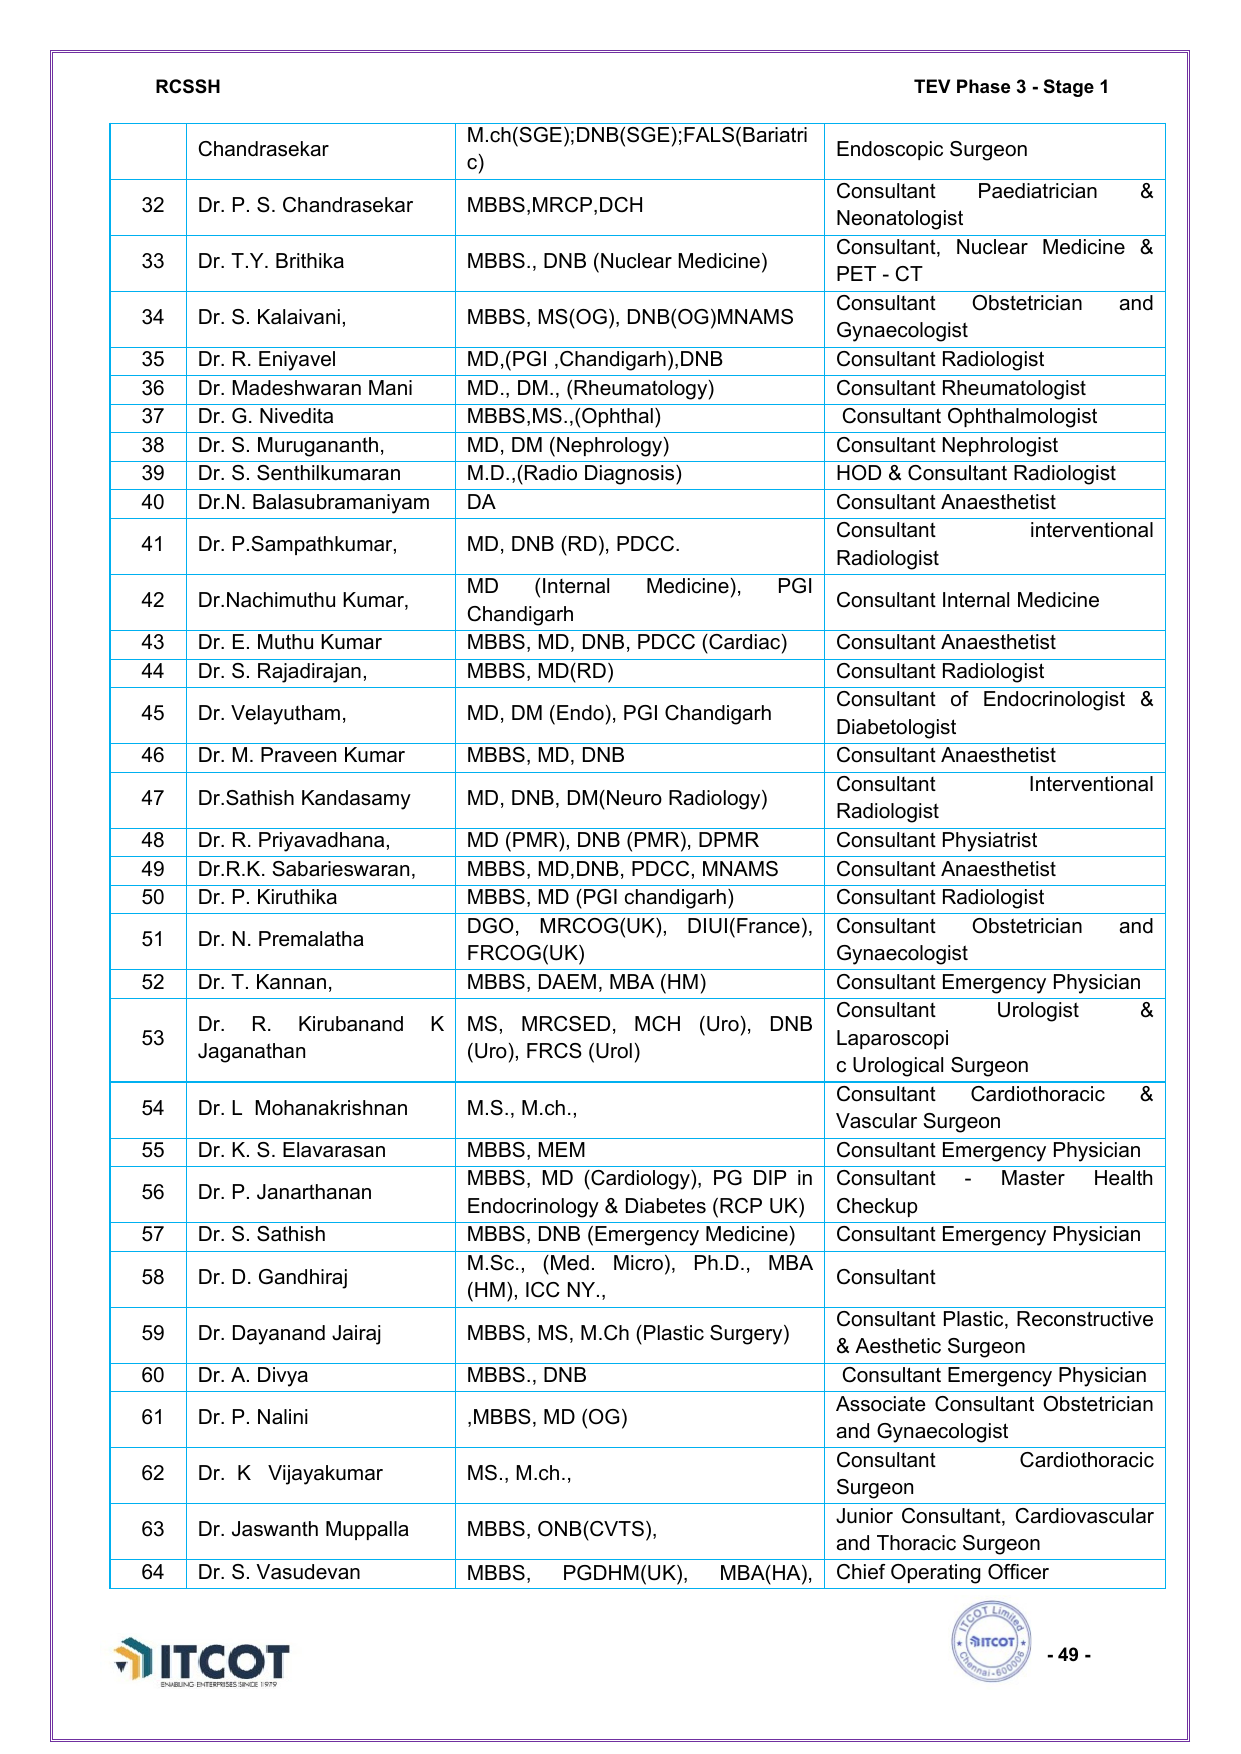 RCSSH TEV Phase 3 - Stage 1
Chandrasekar M.ch(SGE);DNB(SGE);FALS(Bariatri
c) Endoscopic Surgeon
32 Dr. P. S. Chandrasekar MBBS,MRCP,DCH Consultant Paediatrician &
Neonatologist
33 Dr. T.Y. Brithika MBBS., DNB (Nuclear Medicine) Consultant, Nuclear Medicine &
PET - CT
34 Dr. S. Kalaivani, MBBS, MS(OG), DNB(OG)MNAMS Consultant Obstetrician and
Gynaecologist
35 Dr. R. Eniyavel MD,(PGI ,Chandigarh),DNB Consultant Radiologist
36 Dr. Madeshwaran Mani MD., DM., (Rheumatology) Consultant Rheumatologist
37 Dr. G. Nivedita MBBS,MS.,(Ophthal) Consultant Ophthalmologist
38 Dr. S. Murugananth, MD, DM (Nephrology) Consultant Nephrologist
39 Dr. S. Senthilkumaran M.D.,(Radio Diagnosis) HOD & Consultant Radiologist
40 Dr.N. Balasubramaniyam DA Consultant Anaesthetist
41 Dr. P.Sampathkumar, MD, DNB (RD), PDCC. Consultant interventional
Radiologist
42 Dr.Nachimuthu Kumar, MD (Internal Medicine), PGI
Chandigarh Consultant Internal Medicine
43 Dr. E. Muthu Kumar MBBS, MD, DNB, PDCC (Cardiac) Consultant Anaesthetist
44 Dr. S. Rajadirajan, MBBS, MD(RD) Consultant Radiologist
45 Dr. Velayutham, MD, DM (Endo), PGI Chandigarh Consultant of Endocrinologist &
Diabetologist
46 Dr. M. Praveen Kumar MBBS, MD, DNB Consultant Anaesthetist
47 Dr.Sathish Kandasamy MD, DNB, DM(Neuro Radiology) Consultant Interventional
Radiologist
48 Dr. R. Priyavadhana, MD (PMR), DNB (PMR), DPMR Consultant Physiatrist
49 Dr.R.K. Sabarieswaran, MBBS, MD,DNB, PDCC, MNAMS Consultant Anaesthetist
50 Dr. P. Kiruthika MBBS, MD (PGI chandigarh) Consultant Radiologist
51 Dr. N. Premalatha DGO, MRCOG(UK), DIUI(France),
FRCOG(UK) Consultant Obstetrician and
Gynaecologist
52 Dr. T. Kannan, MBBS, DAEM, MBA (HM) Consultant Emergency Physician
53 Dr. R. Kirubanand K
Jaganathan MS, MRCSED, MCH (Uro), DNB
(Uro), FRCS (Urol) Consultant Urologist &
Laparoscopi
c Urological Surgeon
54 Dr. L Mohanakrishnan M.S., M.ch., Consultant Cardiothoracic &
Vascular Surgeon
55 Dr. K. S. Elavarasan MBBS, MEM Consultant Emergency Physician
56 Dr. P. Janarthanan MBBS, MD (Cardiology), PG DIP in
Endocrinology & Diabetes (RCP UK) Consultant - Master Health
Checkup
57 Dr. S. Sathish MBBS, DNB (Emergency Medicine) Consultant Emergency Physician
58 Dr. D. Gandhiraj M.Sc., (Med. Micro), Ph.D., MBA
(HM), ICC NY., Consultant
59 Dr. Dayanand Jairaj MBBS, MS, M.Ch (Plastic Surgery) Consultant Plastic, Reconstructive
& Aesthetic Surgeon
60 Dr. A. Divya MBBS., DNB Consultant Emergency Physician
61 Dr. P. Nalini ,MBBS, MD (OG) Associate Consultant Obstetrician
and Gynaecologist
62 Dr. K Vijayakumar MS., M.ch., Consultant Cardiothoracic
Surgeon
63 Dr. Jaswanth Muppalla MBBS, ONB(CVTS), Junior Consultant, Cardiovascular
and Thoracic Surgeon
64 Dr. S. Vasudevan MBBS, PGDHM(UK), MBA(HA), Chief Operating Officer
ITCOT
ENABLING ENTERPRISES SINCE 1979
ITCOT Limited
ITCOT
Chennai-600006
- 49 -